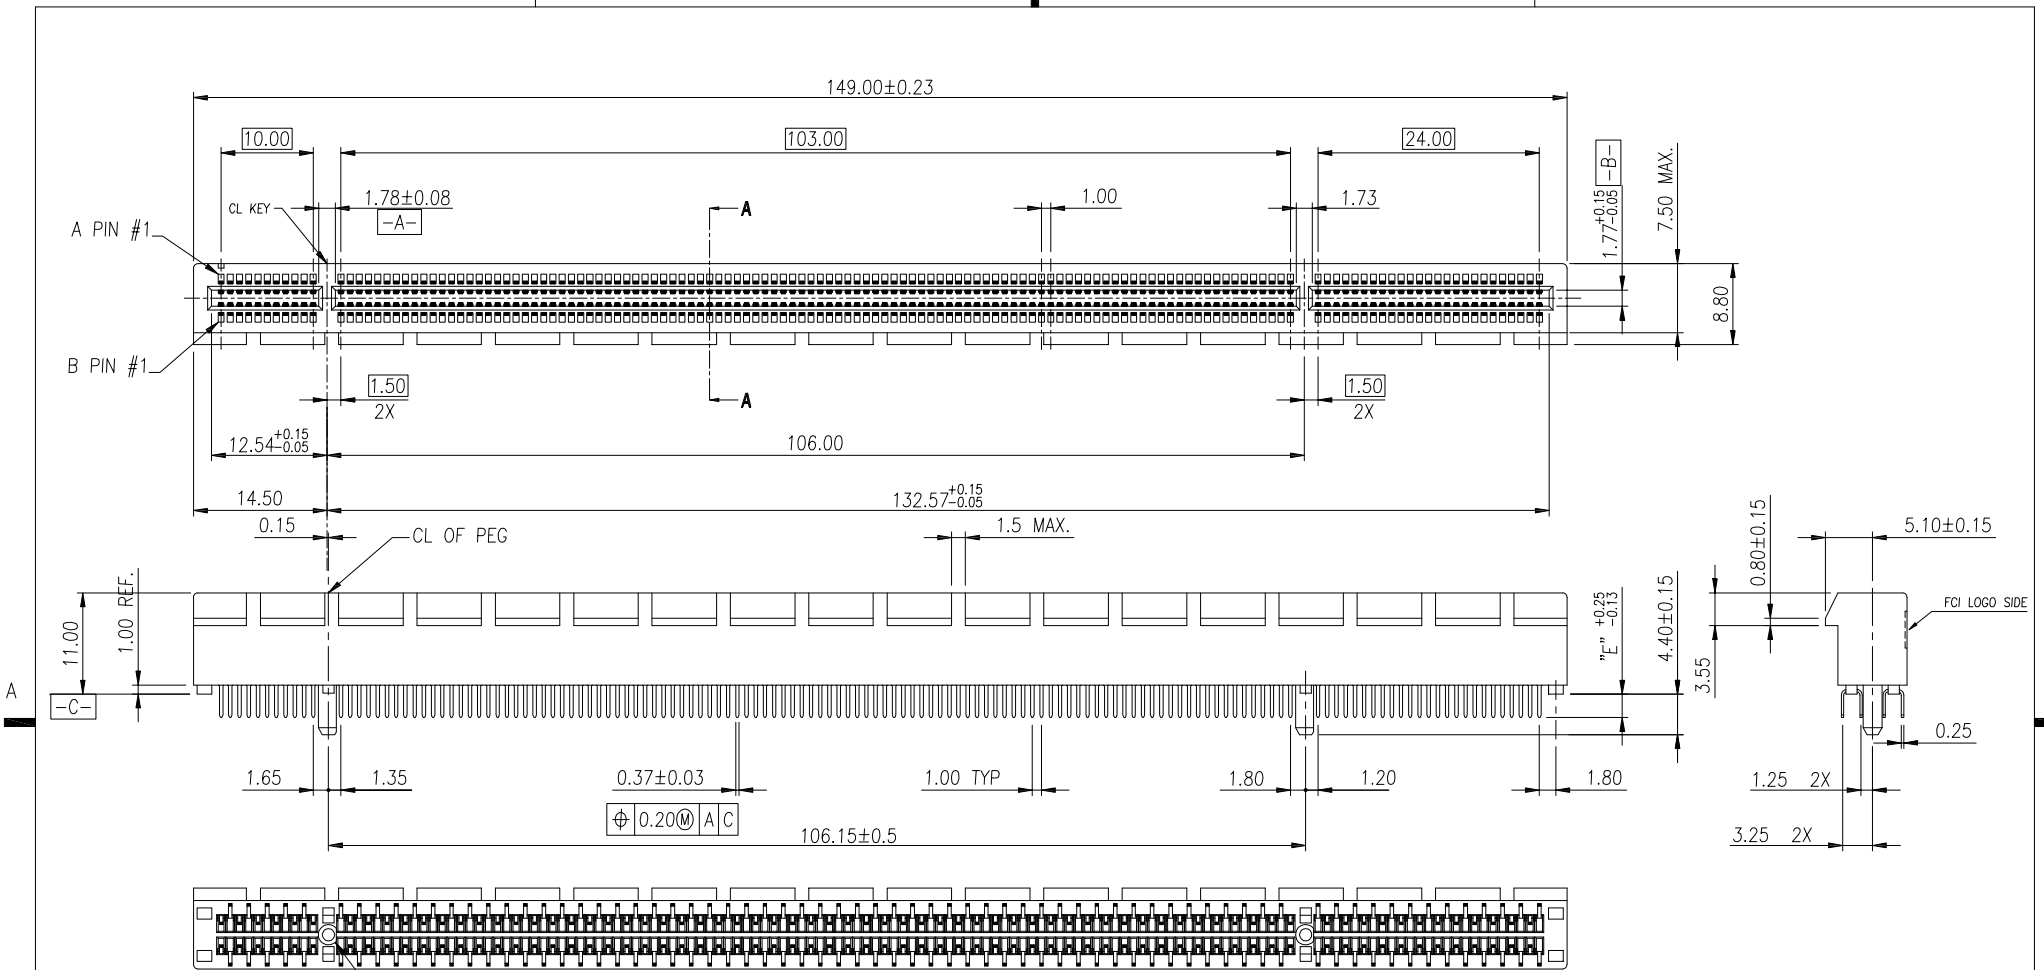 149.00±0.23
10.00
103.00
24.00
1.77+0.15-0.05 -B-
7.50 MAX.
CL KEY
1.78±0.08
-A-
A
1.00
1.73
A PIN #1
8.80
B PIN #1
1.50
2X
A
1.50
2X
12.54+0.15-0.05
106.00
14.50
132.57+0.15-0.05
0.15
CL OF PEG
1.5 MAX.
0.80±0.15
5.10±0.15
11.00
1.00 REF.
"E" +0.25-0.13
4.40±0.15
3.55
FCI LOGO SIDE
A
-C-
0.25
1.65
1.35
0.37±0.03
1.00 TYP
1.80
1.20
1.80
1.25 2X
⌖ 0.20Ⓜ A C
106.15±0.5
3.25 2X